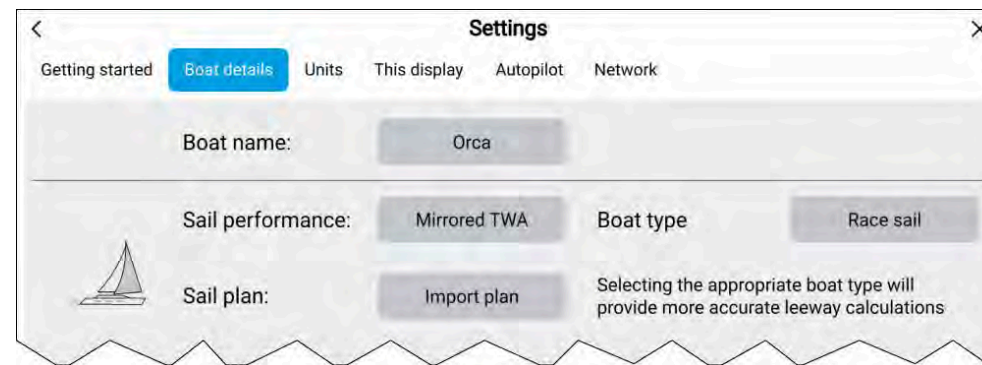 Settings
Getting started Boat details Units This display Autopilot Network
Boat name: Orca
Sail performance: Mirrored TWA Boat type Race sail
Sail plan: Import plan Selecting the appropriate boat type will
provide more accurate leeway calculations